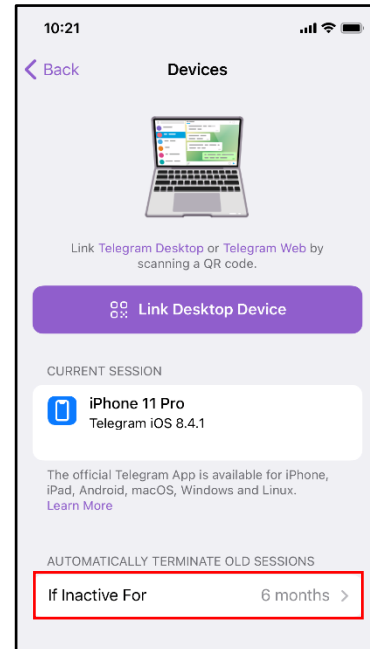 10:21
Back
Devices
Link Telegram Desktop or Telegram Web by
scanning a QR code.
Link Desktop Device
CURRENT SESSION
iPhone 11 Pro
Telegram iOS 8.4.1
The official Telegram App is available for iPhone,
iPad, Android, macOS, Windows and Linux.
Learn More
AUTOMATICALLY TERMINATE OLD SESSIONS
If Inactive For 6 months